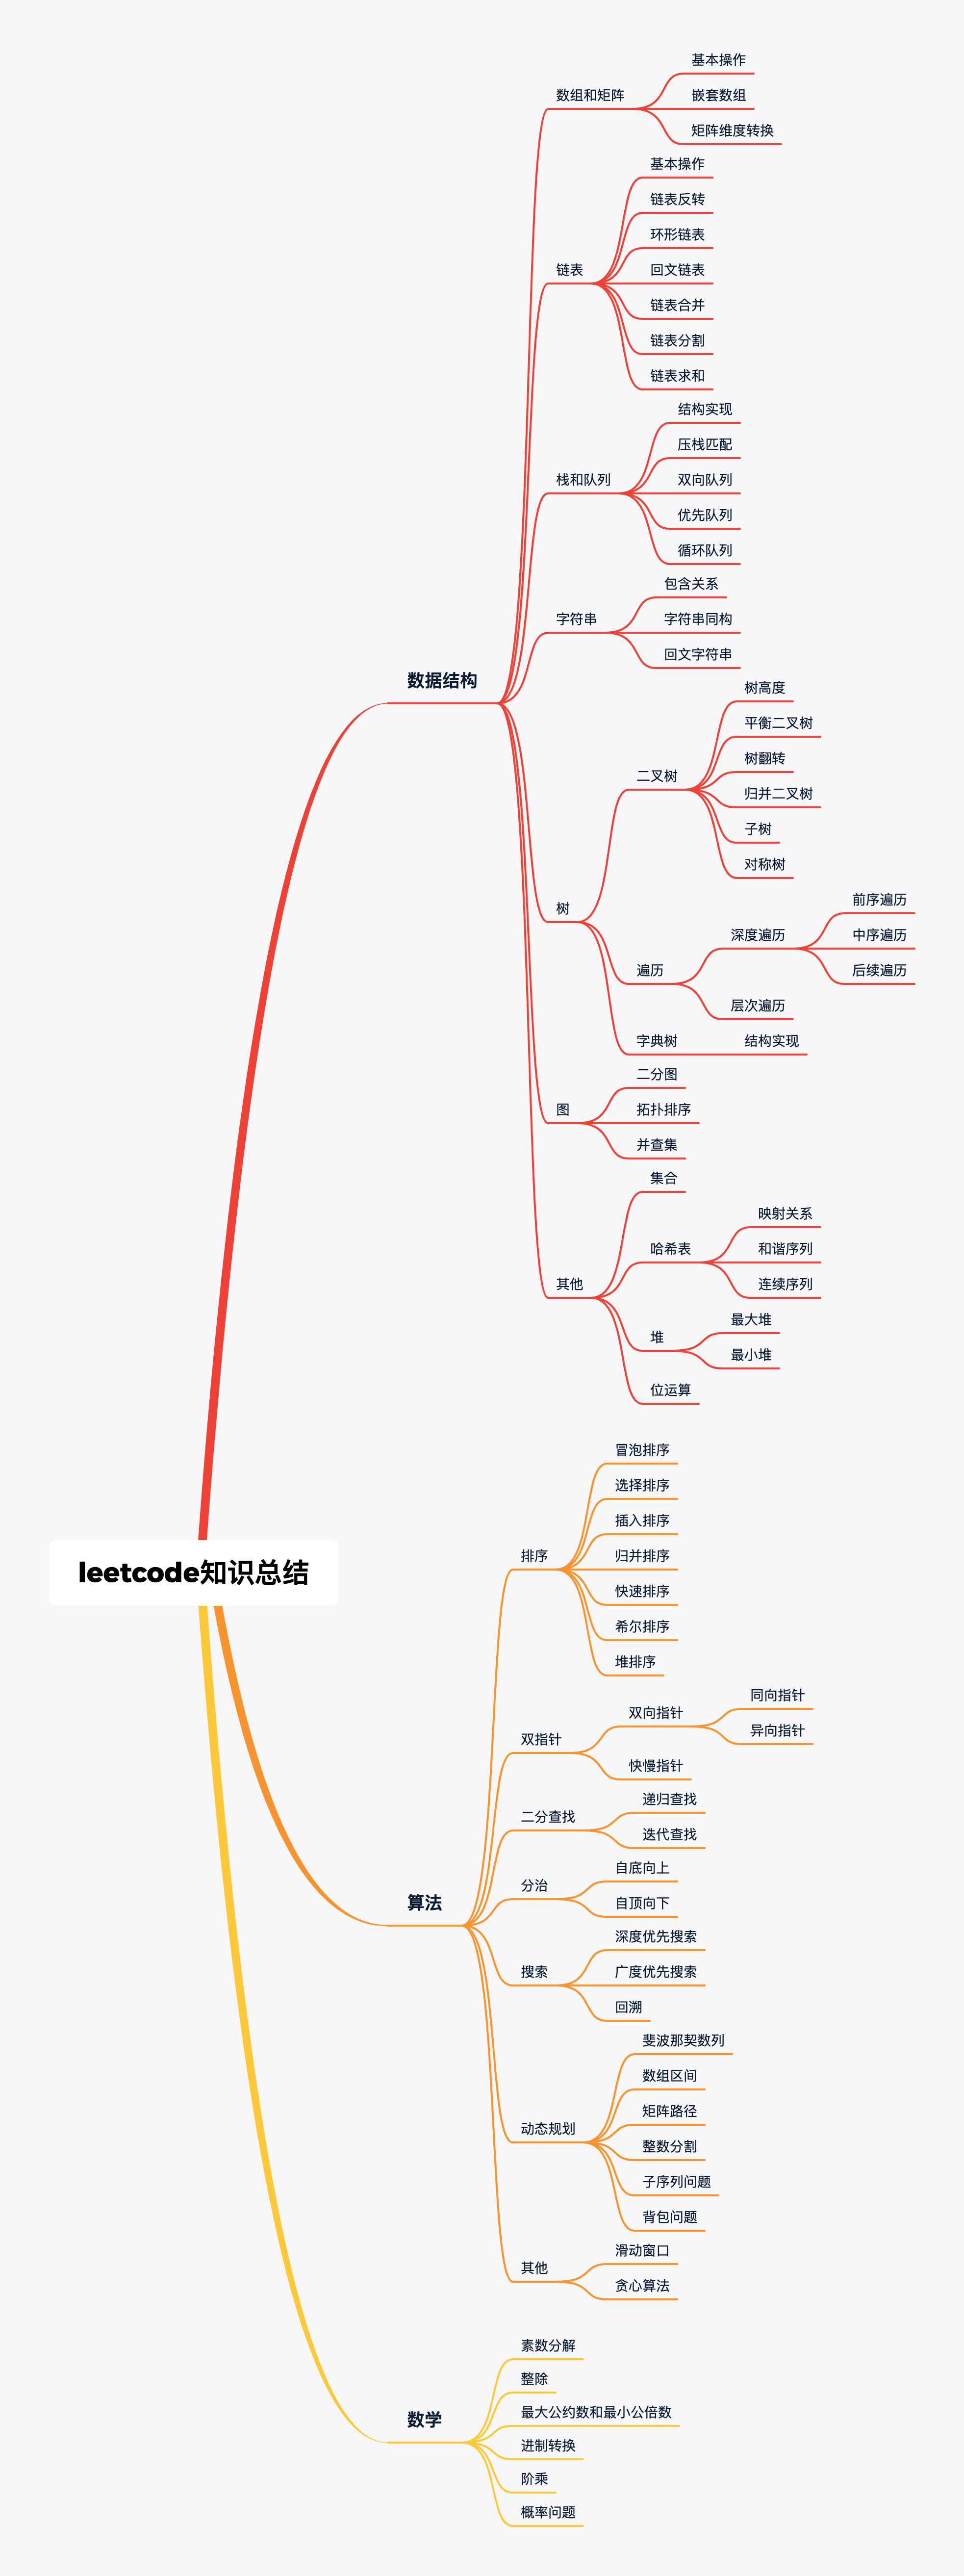 leetcode知识总结
数据结构
数组和矩阵
基本操作
嵌套数组
矩阵维度转换
链表
基本操作
链表反转
环形链表
回文链表
链表合并
链表分割
链表求和
栈和队列
结构实现
压栈匹配
双向队列
优先队列
循环队列
字符串
包含关系
字符串同构
回文字符串
树
二叉树
树高度
平衡二叉树
树翻转
归并二叉树
子树
对称树
遍历
深度遍历
前序遍历
中序遍历
后续遍历
层次遍历
字典树
结构实现
图
二分图
拓扑排序
并查集
其他
集合
哈希表
映射关系
和谐序列
连续序列
堆
最大堆
最小堆
位运算
算法
排序
冒泡排序
选择排序
插入排序
归并排序
快速排序
希尔排序
堆排序
双指针
双向指针
同向指针
异向指针
快慢指针
二分查找
递归查找
迭代查找
分治
自底向上
自顶向下
搜索
深度优先搜索
广度优先搜索
回溯
动态规划
斐波那契数列
数组区间
矩阵路径
整数分割
子序列问题
背包问题
其他
滑动窗口
贪心算法
数学
素数分解
整除
最大公约数和最小公倍数
进制转换
阶乘
概率问题